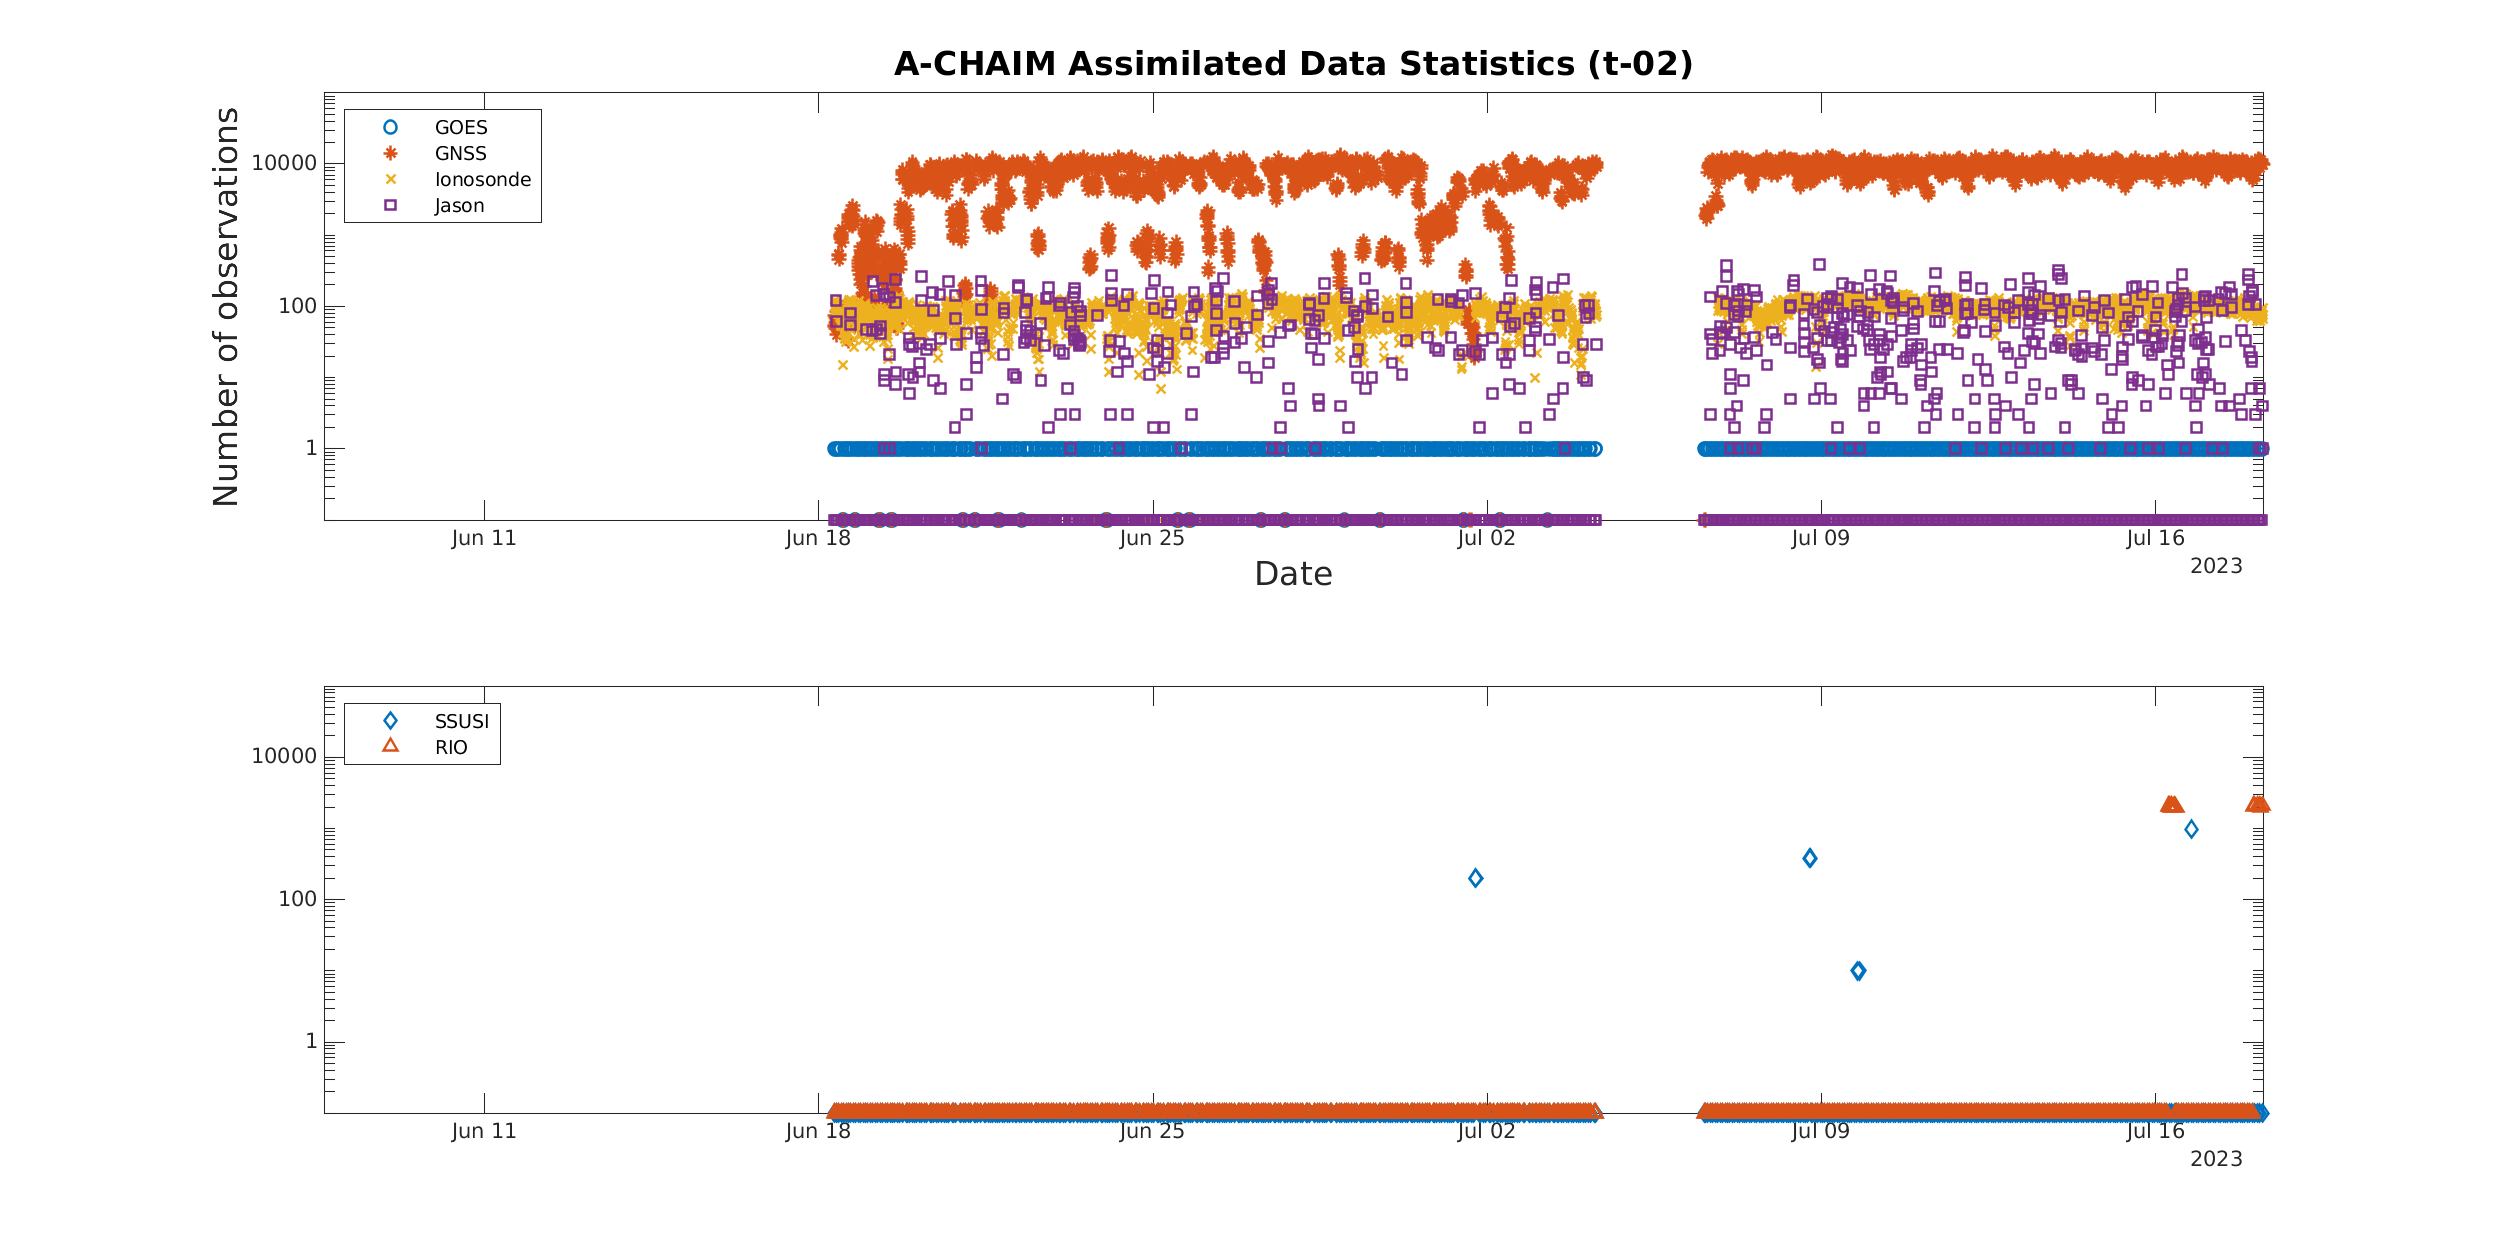 A-CHAIM Assimilated Data Statistics (t-02)
Number of observations
GOES
GNSS
Ionosonde
Jason
10000
100
1
Jun 11
Jun 18
Jun 25
Jul 02
Jul 09
Jul 16
2023
Date
SSUSI
RIO
10000
100
1
Jun 11
Jun 18
Jun 25
Jul 02
Jul 09
Jul 16
2023